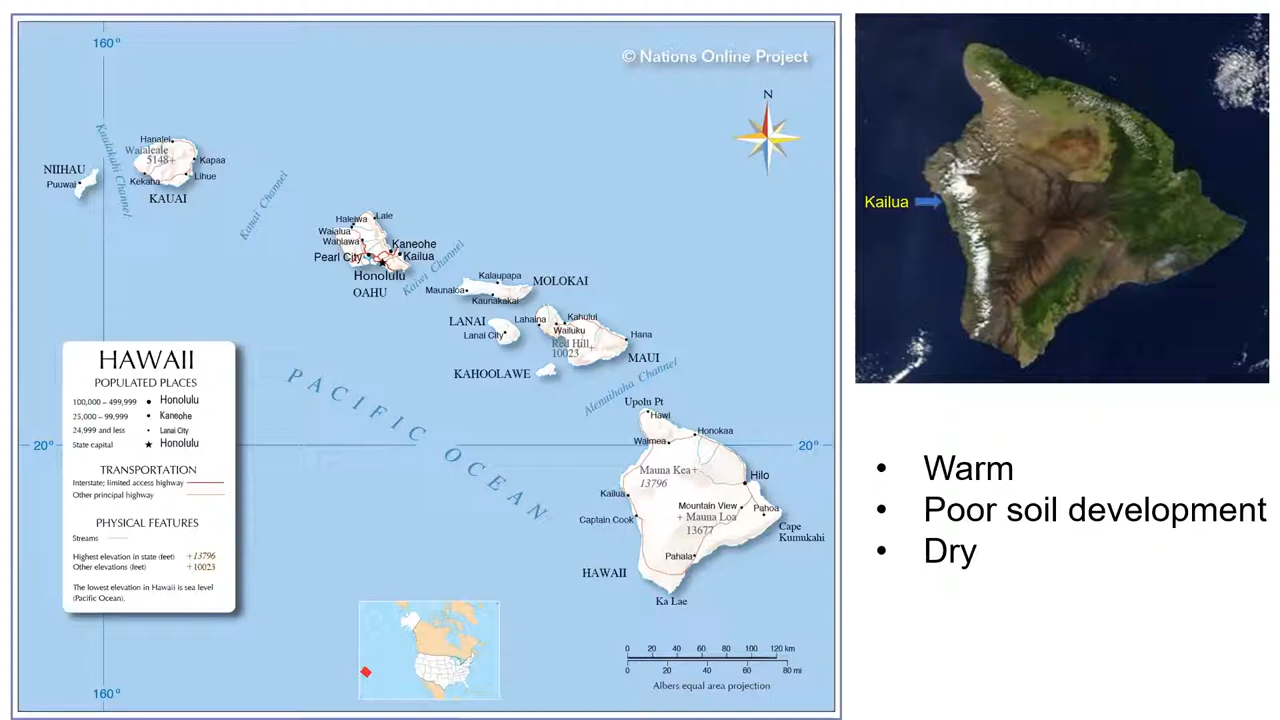 160°
© Nations Online Project
N
Kaulakahi Channel
Hanalei
Waialeale
5148+
Kapaa
NIIHAU
Puuwai
Kekaha
Lihue
KAUAI
Kauai Channel
Haleiwa
Laie
Waialua
Wahiawa
Kaneohe
Pearl City
Kailua
Honolulu
OAHU
Kaiwi Channel
Kalaupapa
MOLOKAI
Maunaloa
Kaunakakai
LANAI
Lanai City
Lahaina
Kahului
Wailuku
Red Hill
10023
+
Hana
MAUI
KAHOOLAWE
Alenuihaha Channel
PACIFIC OCEAN
Upolu Pt
Hawi
Honokaa
Waimea
20°
20°
Mauna Kea+
13796
Hilo
Kailua
Mountain View
Pahoa
Captain Cook
+ Mauna Loa
13677
Cape
Kumukahi
Pahala
HAWAII
Ka Lae
HAWAII
POPULATED PLACES
100,000 – 499,999 Honolulu
25,000 – 99,999 Kaneohe
24,999 and less Lanai City
State capital ★ Honolulu
TRANSPORTATION
Interstate; limited access highway
Other principal highway
PHYSICAL FEATURES
Streams
Highest elevation in state (feet) +13796
Other elevations (feet) +10023
The lowest elevation in Hawaii is sea level
(Pacific Ocean).
160°
0 20 40 60 80 100 120 km
0 20 40 60 80 mi
Albers equal area projection
Kailua
• Warm
• Poor soil development
• Dry